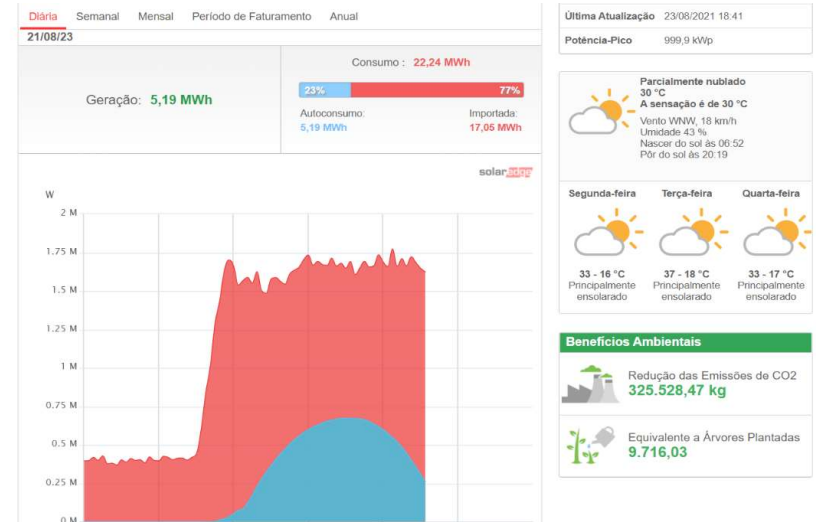 Diária Semanal Mensal Período de Faturamento Anual
21/08/23
Geração: 5,19 MWh
Consumo : 22,24 MWh
23% 77%
Autoconsumo: Importada:
5,19 MWh 17,05 MWh
solaredge
W
2 M
1.75 M
1.5 M
1.25 M
1 M
0.75 M
0.5 M
0.25 M
0 M
Última Atualização 23/08/2021 18:41
Potência-Pico 999,9 kWp
Parcialmente nublado
30 °C
A sensação é de 30 °C
Vento WNW, 18 km/h
Umidade 43 %
Nascer do sol às 06:52
Pôr do sol às 20:19
Segunda-feira Terça-feira Quarta-feira
33 - 16 °C 37 - 18 °C 33 - 17 °C
Principalmente Principalmente Principalmente
ensolarado ensolarado ensolarado
Benefícios Ambientais
Redução das Emissões de CO2
325.528,47 kg
Equivalente a Árvores Plantadas
9.716,03